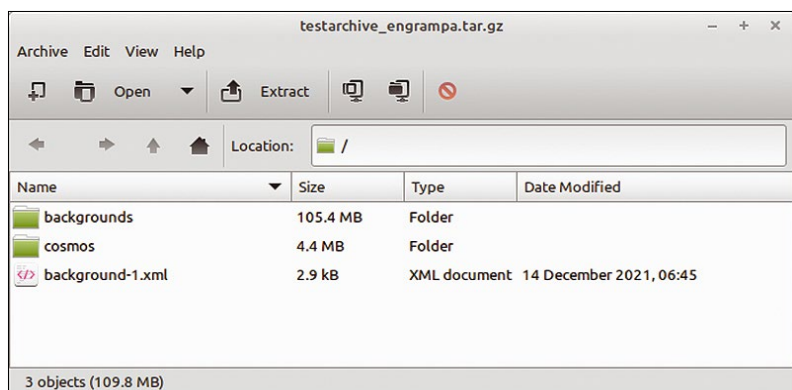 testarchive_engrampa.tar.gz
Archive Edit View Help
Open Extract
Location: /
Name Size Type Date Modified
backgrounds 105.4 MB Folder
cosmos 4.4 MB Folder
background-1.xml 2.9 kB XML document 14 December 2021, 06:45
3 objects (109.8 MB)